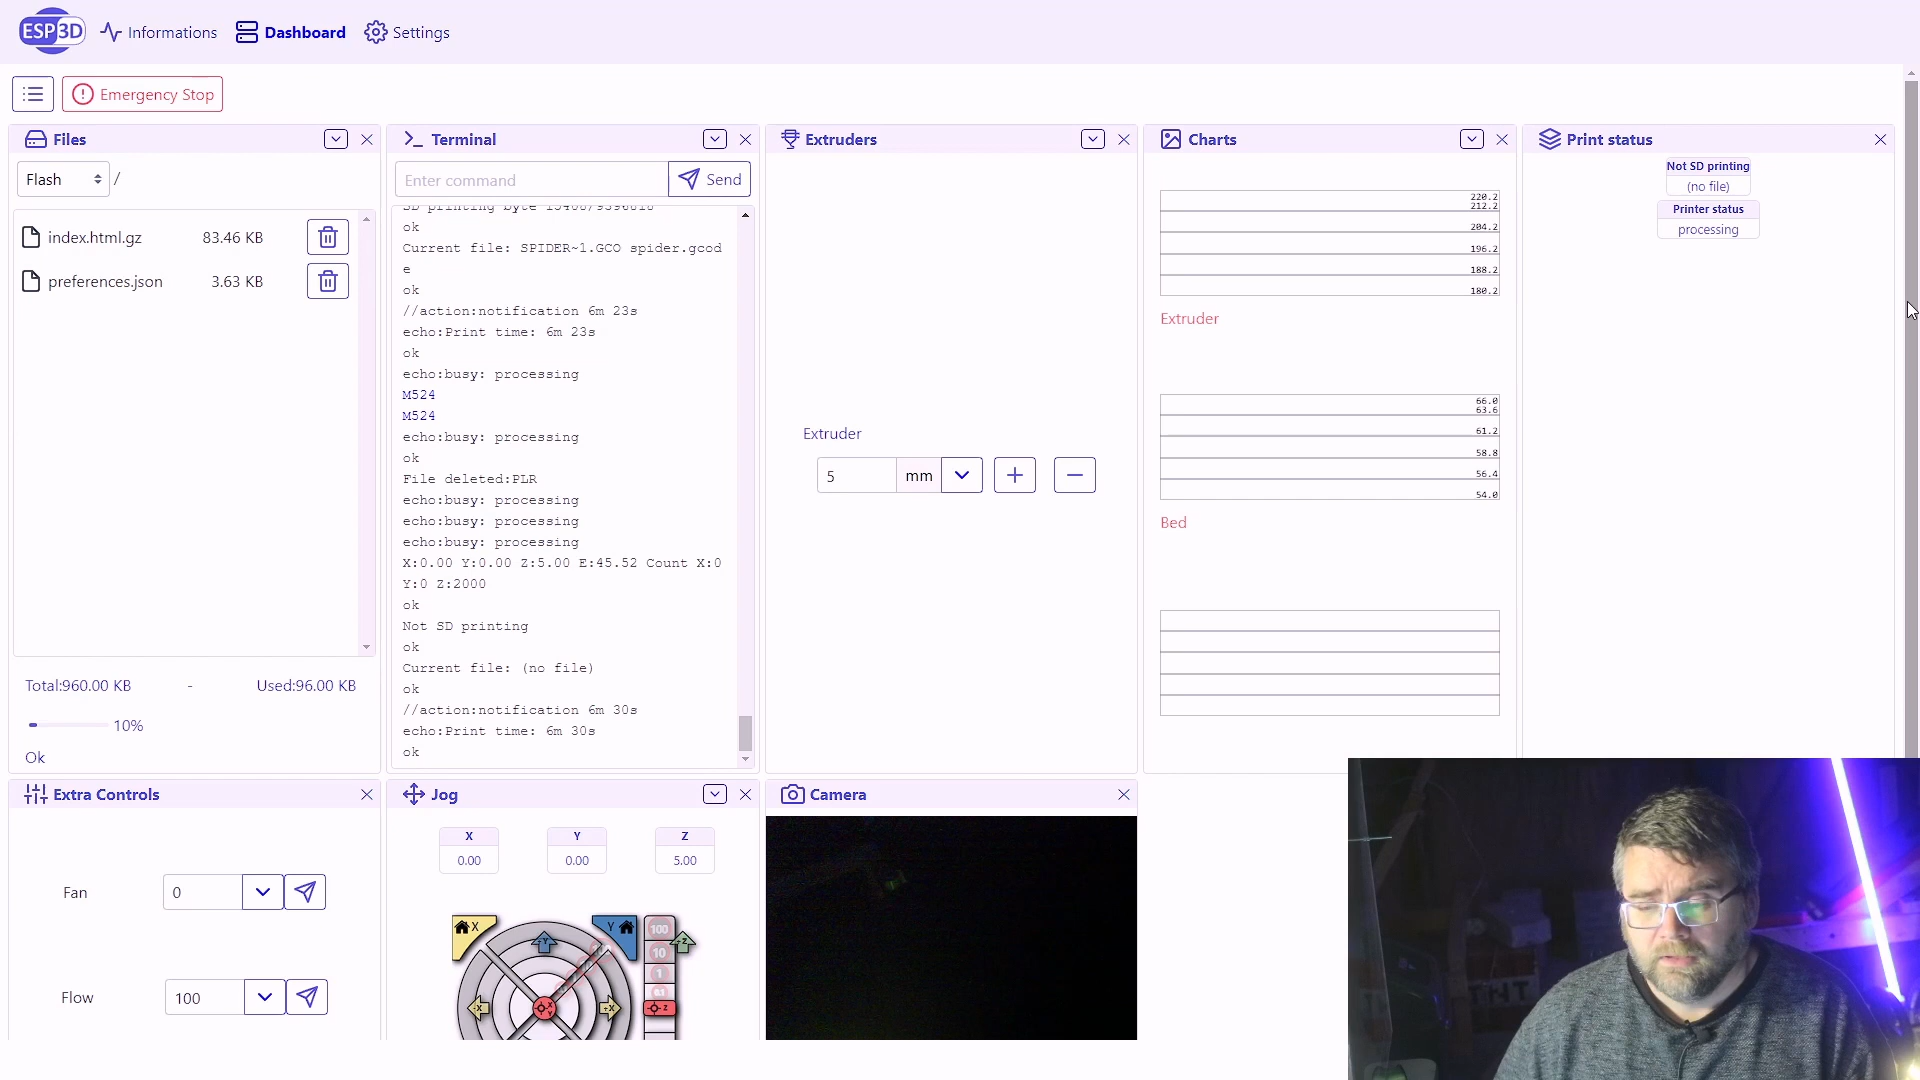 ESP3D
Informations
Dashboard
Settings
Emergency Stop
Files
Flash
/
index.html.gz 83.46 KB
preferences.json 3.63 KB
Total:960.00 KB - Used:96.00 KB
10%
Ok
Terminal
Enter command
Send
SD printing byte
ok
Current file: SPIDER~1.GCO spider.gcod
e
ok
//action:notification 6m 23s
echo:Print time: 6m 23s
ok
echo:busy: processing
M524
M524
echo:busy: processing
ok
File deleted:PLR
echo:busy: processing
echo:busy: processing
echo:busy: processing
X:0.00 Y:0.00 Z:5.00 E:45.52 Count X:0
Y:0 Z:2000
ok
Not SD printing
ok
Current file: (no file)
ok
//action:notification 6m 30s
echo:Print time: 6m 30s
ok
Extruders
Extruder
5 mm
Charts
220.2
212.2
204.2
196.2
188.2
180.2
Extruder
66.0
63.6
61.2
58.8
56.4
54.0
Bed
Print status
Not SD printing
(no file)
Printer status
processing
Extra Controls
Fan 0
Flow 100
Jog
X Y Z
0.00 0.00 5.00
X
Y
100
10
1
Camera